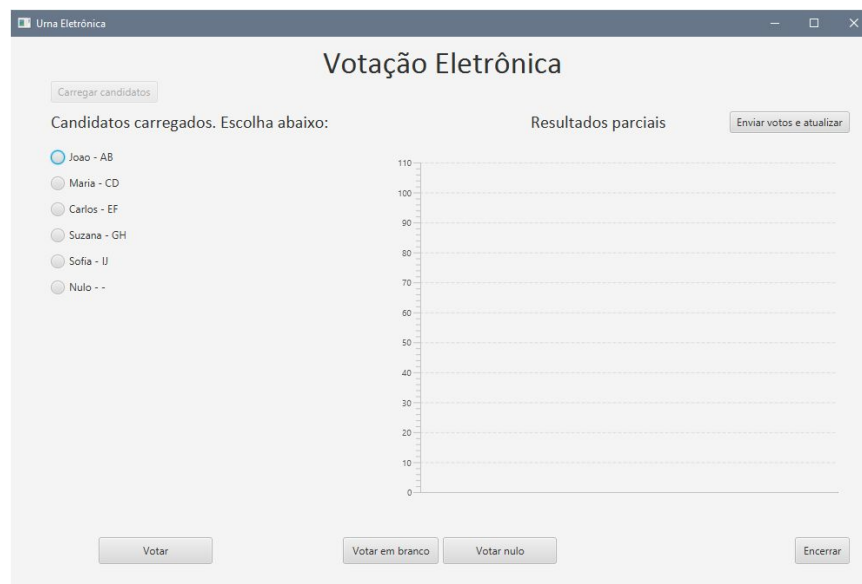 Urna Eletrônica
Votação Eletrônica
Carregar candidatos
Candidatos carregados. Escolha abaixo:
Resultados parciais
Enviar votos e atualizar
Joao - AB
Maria - CD
Carlos - EF
Suzana - GH
Sofia - IJ
Nulo - -
110
100
90
80
70
60
50
40
30
20
10
0
Votar
Votar em branco
Votar nulo
Encerrar